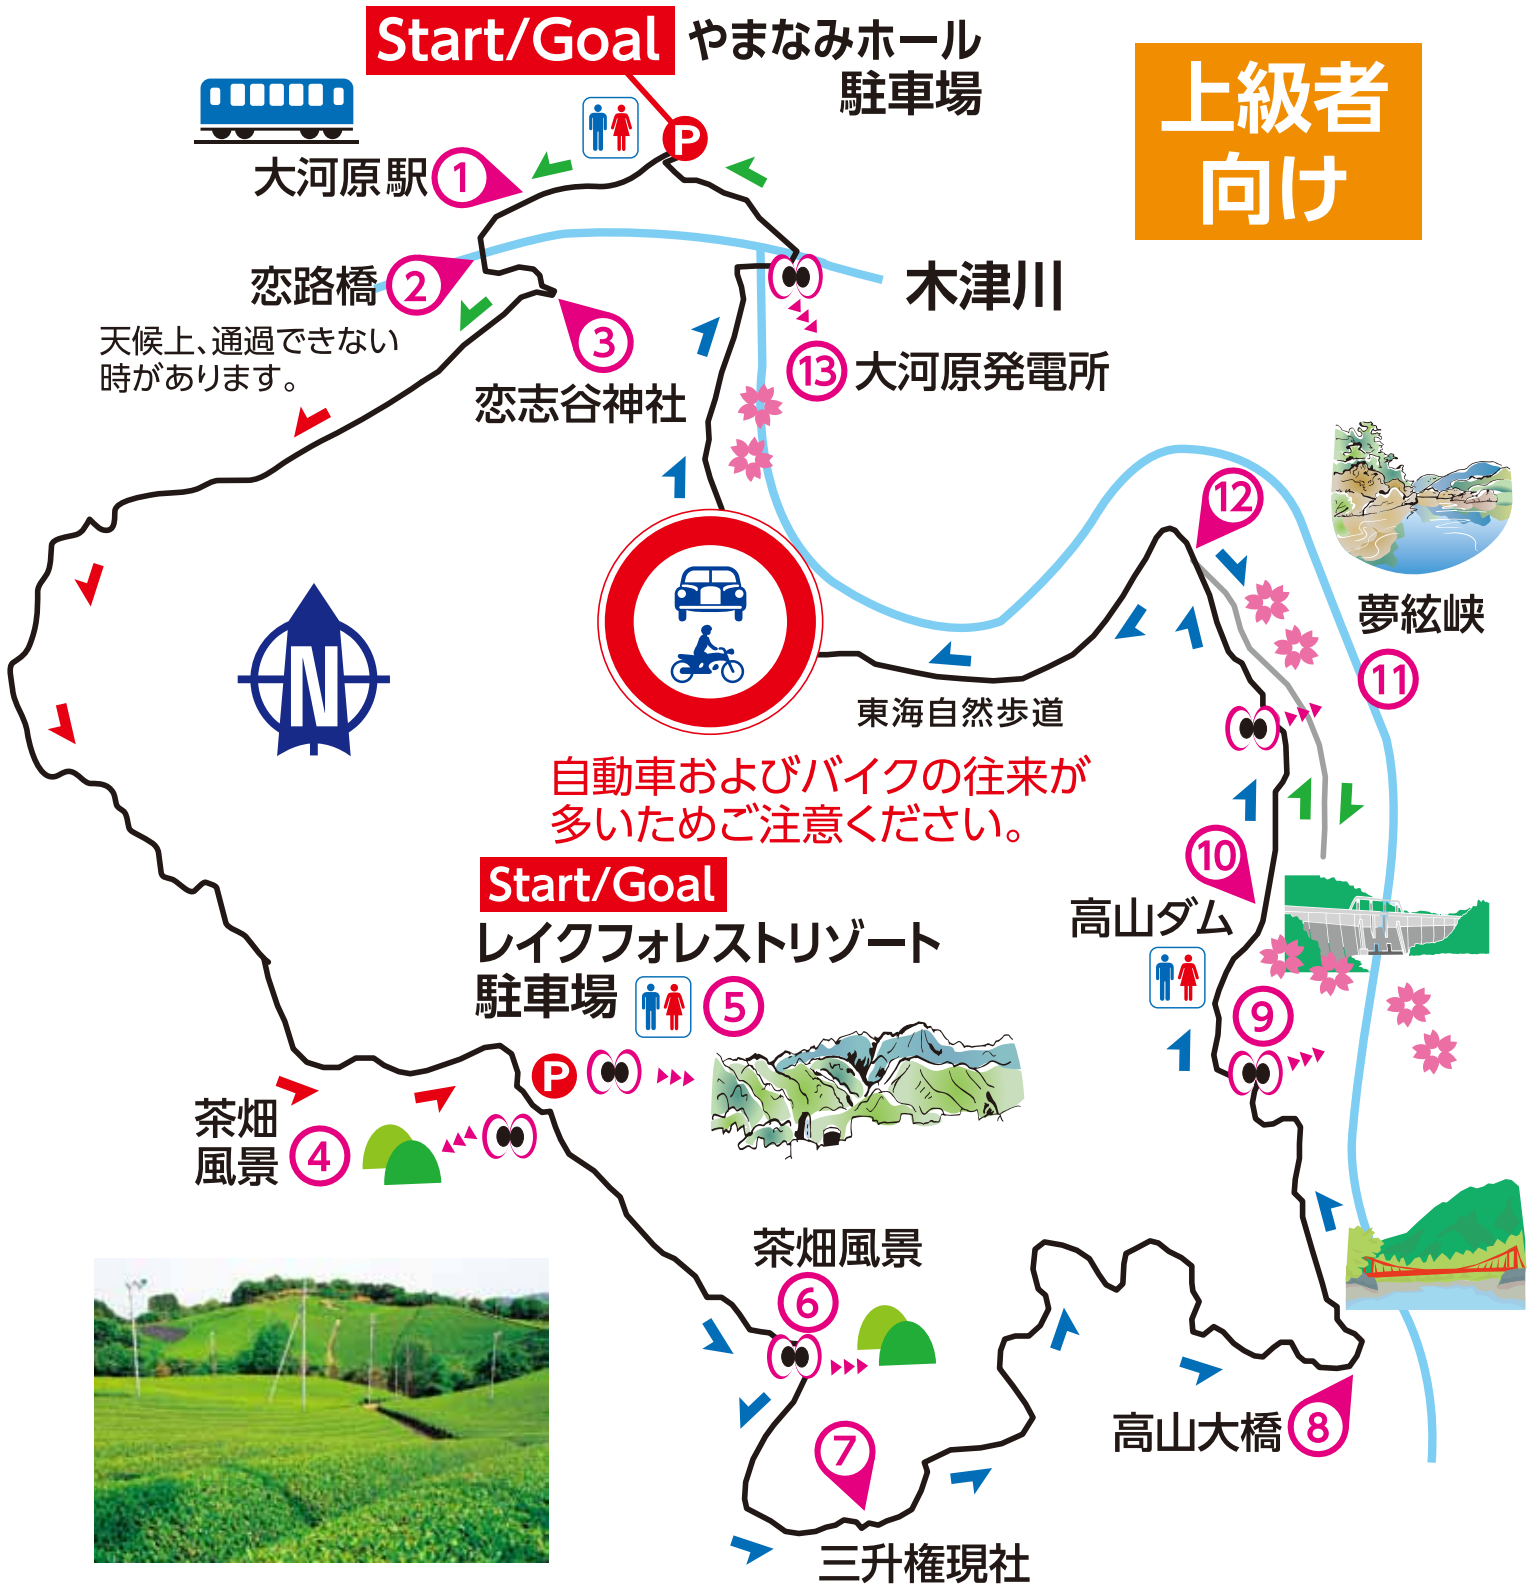 Start/Goal
やまなみホール
駐車場
上級者
向け
P
大河原駅
1
恋路橋
2
天候上、通過できない
時があります。
3
恋志谷神社
木津川
13
大河原発電所
12
夢絃峡
11
N
東海自然歩道
自動車およびバイクの往来が
多いためご注意ください。
Start/Goal
レイクフォレストリゾート
駐車場
5
P
10
高山ダム
9
茶畑
風景
4
茶畑風景
6
7
三升権現社
高山大橋
8